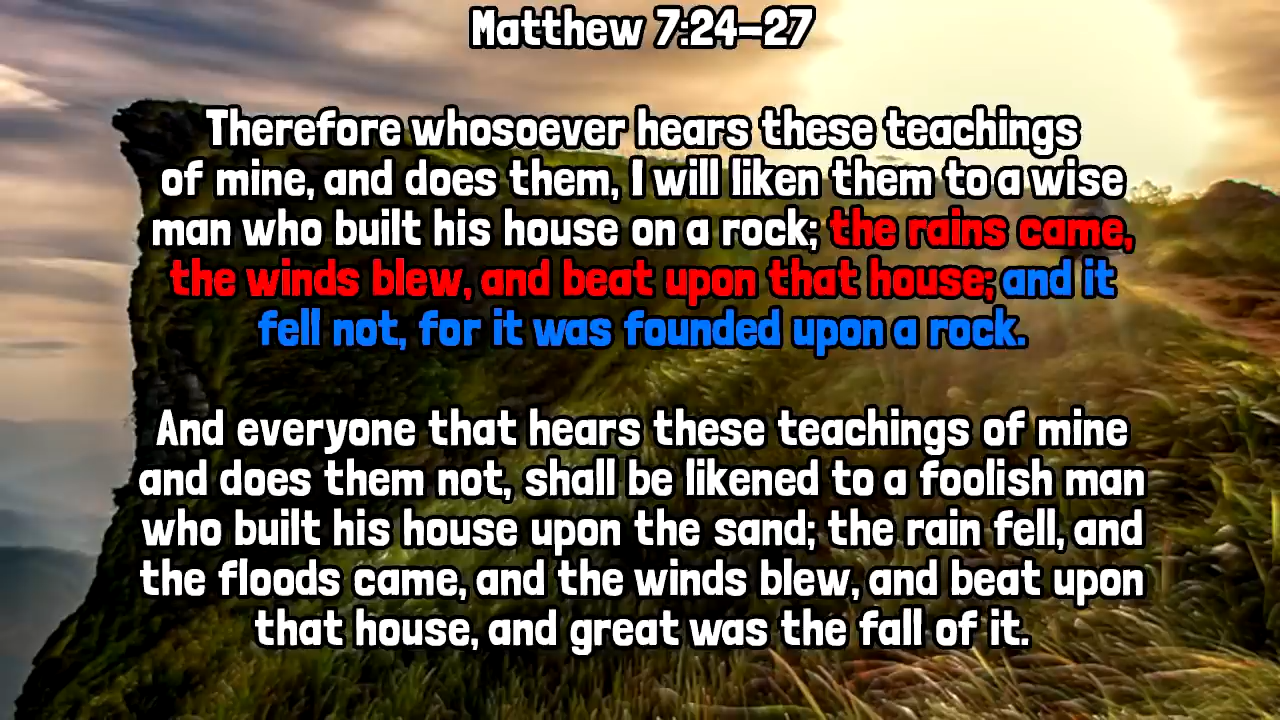 Matthew 7:24-27
Therefore whosoever hears these teachings
of mine, and does them, I will liken them to a wise
man who built his house on a rock; the rains came,
the winds blew, and beat upon that house; and it
fell not, for it was founded upon a rock.
And everyone that hears these teachings of mine
and does them not, shall be likened to a foolish man
who built his house upon the sand; the rain fell, and
the floods came, and the winds blew, and beat upon
that house, and great was the fall of it.